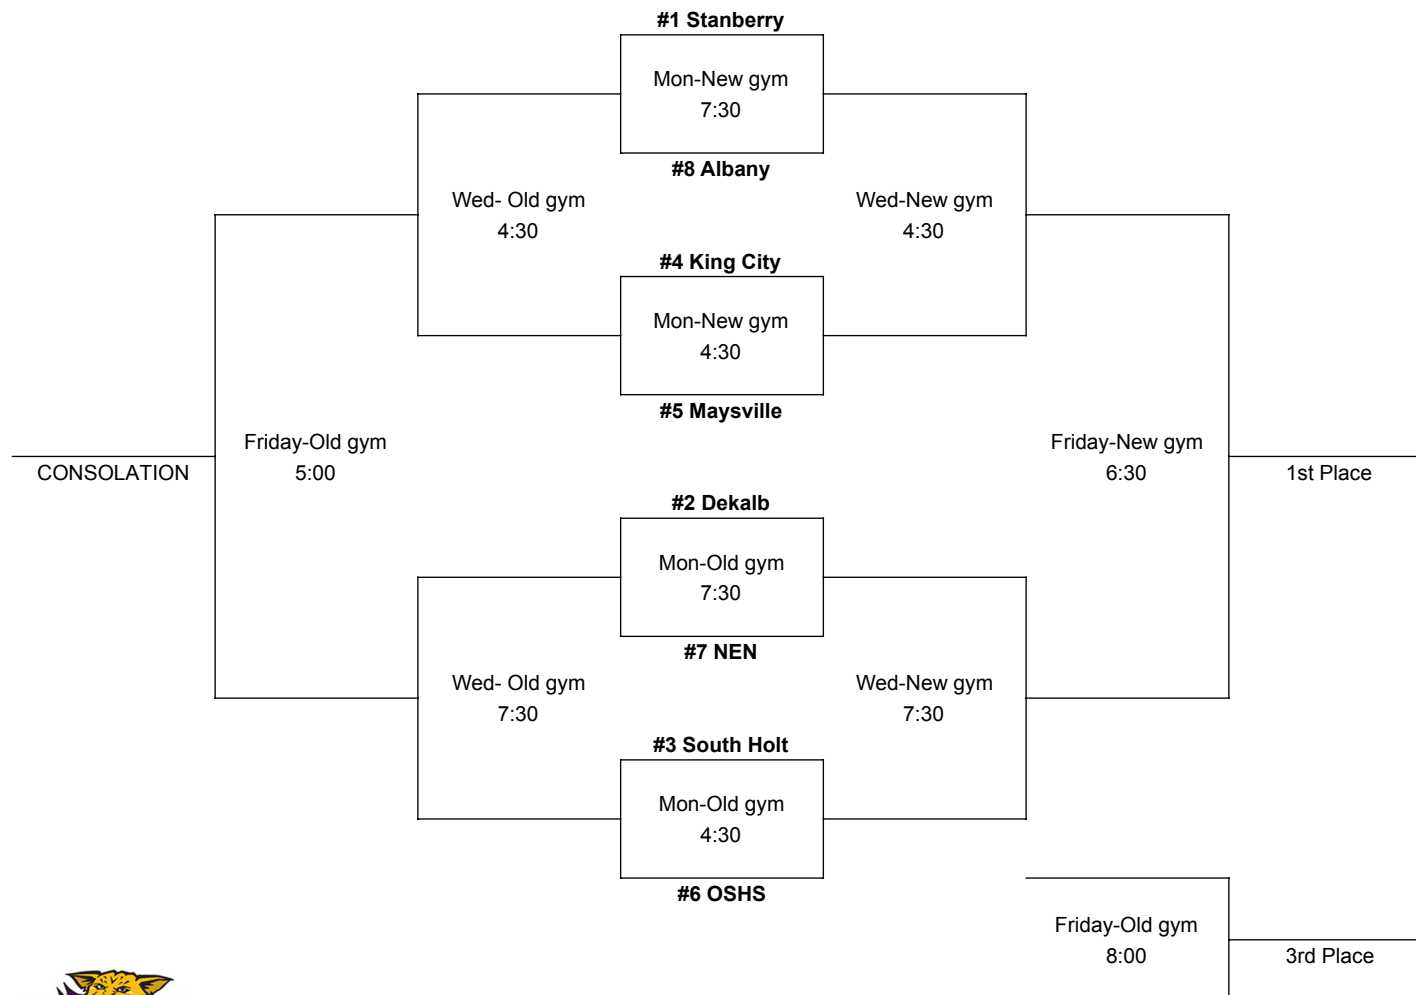 #1 Stanberry
Mon-New gym
7:30
#8 Albany
Wed- Old gym
4:30
Wed-New gym
4:30
#4 King City
Mon-New gym
4:30
#5 Maysville
Friday-Old gym
5:00
CONSOLATION
Friday-New gym
6:30
1st Place
#2 Dekalb
Mon-Old gym
7:30
#7 NEN
Wed- Old gym
7:30
Wed-New gym
7:30
#3 South Holt
Mon-Old gym
4:30
#6 OSHS
Friday-Old gym
8:00
3rd Place